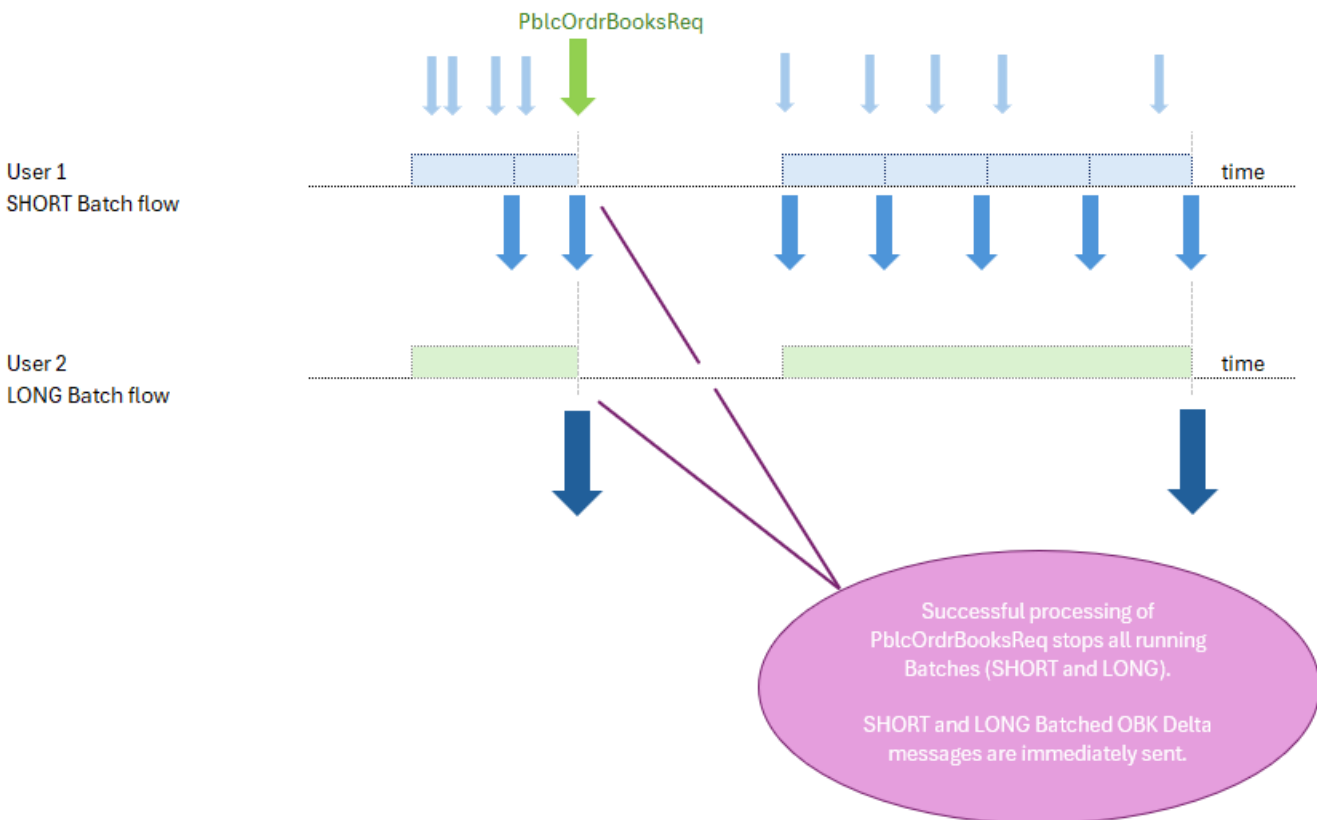 PblcOrdrBooksReq
User 1
SHORT Batch flow
time
User 2
LONG Batch flow
time
Successful processing of
PblcOrdrBooksReq stops all running
Batches (SHORT and LONG).
SHORT and LONG Batched OBK Delta
messages are immediately sent.